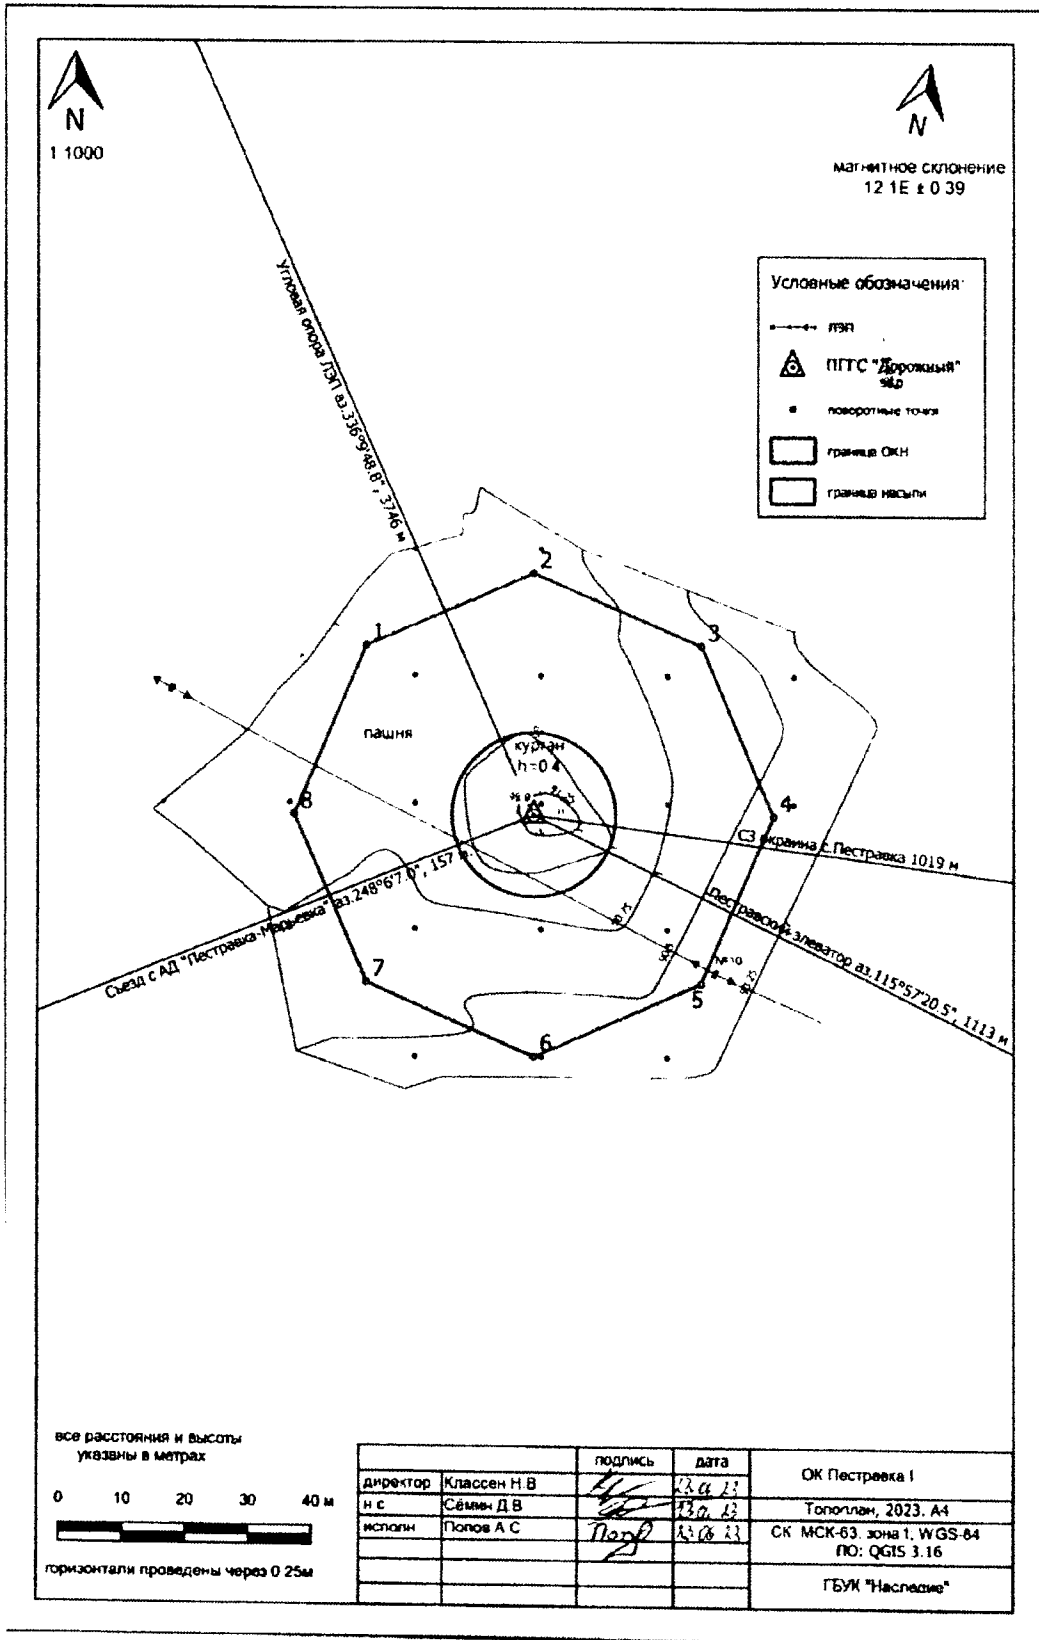 N
1 1000
N
магнитное склонение
12 1E ± 0 39
Условные обозначения:
лэп
ПГГС "Дорожный"
поворотные точки
граница ОКН
граница насыпи
Угловая опора ЛЭП аз.336°9'48.8", 3746 м
2
1
3
пашня
курган
h=0 4
8
4
СЗ окраина с.Пестравка 1019 м
Съезд с АД "Пестравка-Марьевка" аз.248°6'7.0", 157 м
Пестравский элеватор аз.115°57'20.5", 1113 м
7
5
6
все расстояния и высоты
указаны в метрах
0 10 20 30 40 м
горизонтали проведены через 0 25м
подпись дата
директор Классен Н.В
н с Сёмин Д.В
исполн Попов А С
ОК Пестравка I
Топоплан, 2023. А4
СК МСК-63. зона 1, WGS-84
ПО: QGIS 3.16
ГБУК "Наследие"